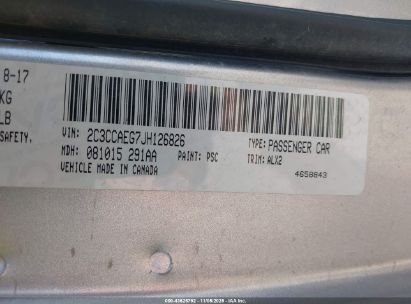 8-17
KG
LB
SAFETY.
VIN: 2C3CCAEG7JH126826
TYPE: PASSENGER CAR
MDH: 081015 291AA
PAINT: PSC
TRIM: ALX2
VEHICLE MADE IN CANADA
4658843